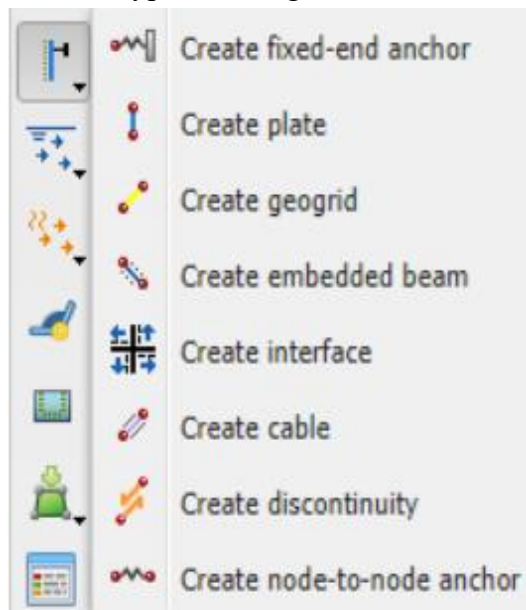 Create fixed-end anchor
Create plate
Create geogrid
Create embedded beam
Create interface
Create cable
Create discontinuity
Create node-to-node anchor